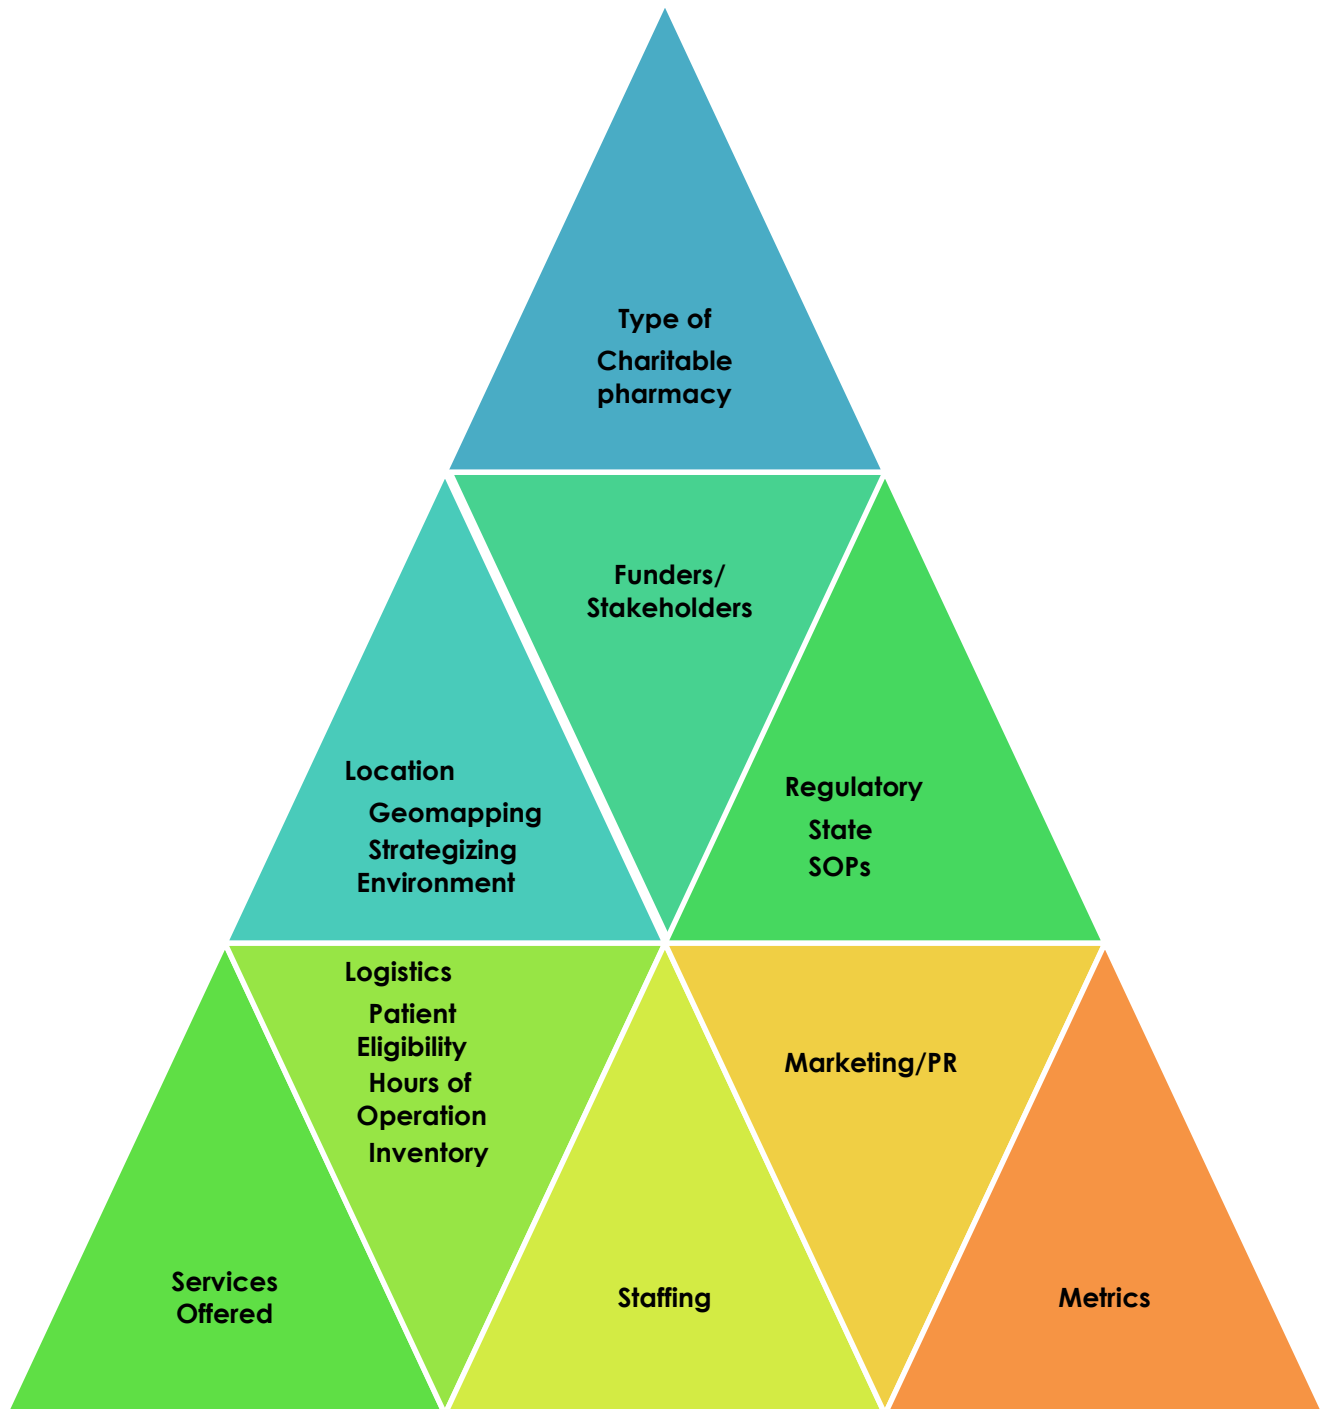 Type of
Charitable
pharmacy
Funders/
Stakeholders
Location
Geomapping
Strategizing
Environment
Regulatory
State
SOPs
Logistics
Patient
Eligibility
Hours of
Operation
Inventory
Marketing/PR
Services
Offered
Staffing
Metrics